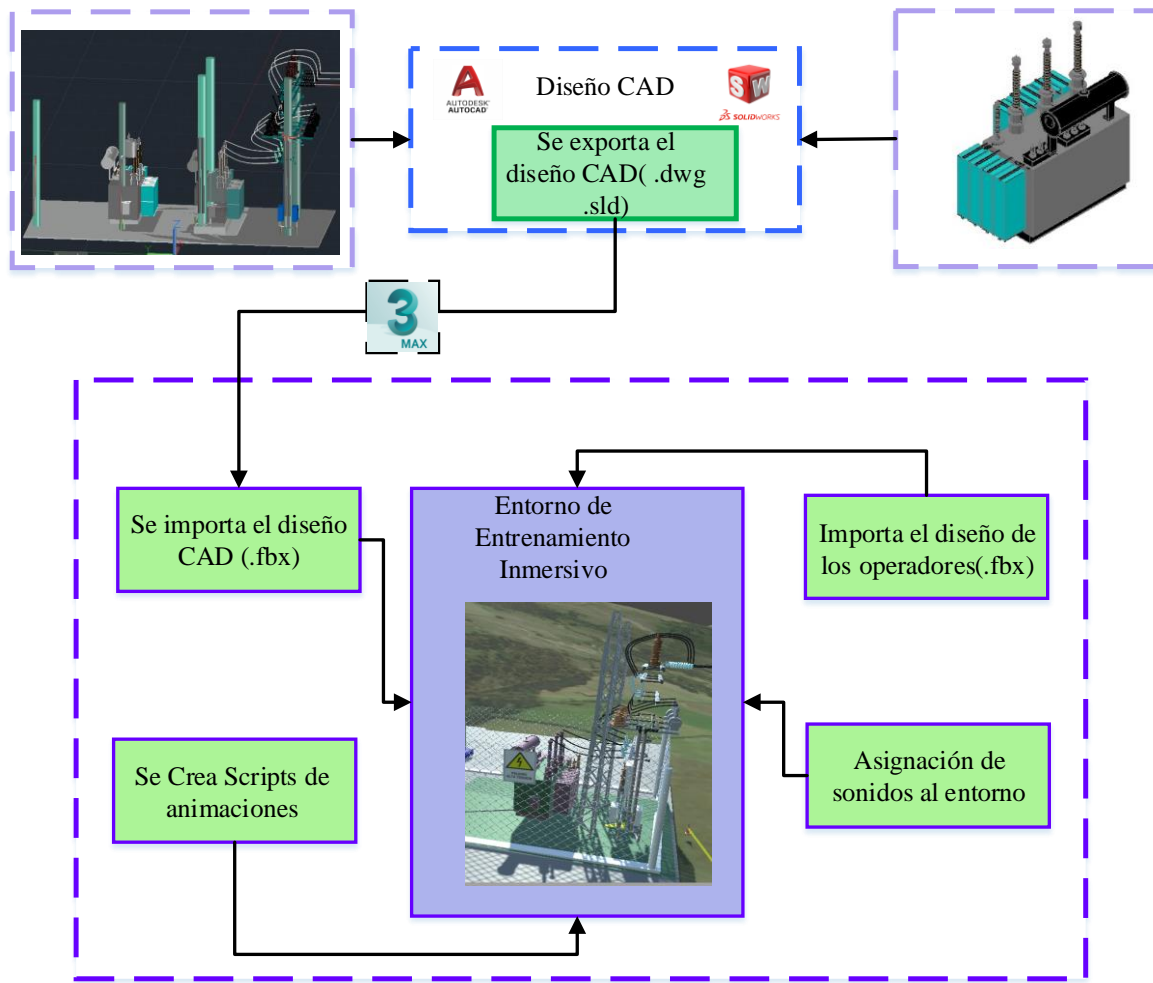 AUTODESK®
AUTOCAD®
Diseño CAD
SW
SOLIDWORKS
Se exporta el
diseño CAD( .dwg
.sld)
3
MAX
Se importa el diseño
CAD (.fbx)
Entorno de
Entrenamiento
Inmersivo
Importa el diseño de
los operadores(.fbx)
Se Crea Scripts de
animaciones
Asignación de
sonidos al entorno